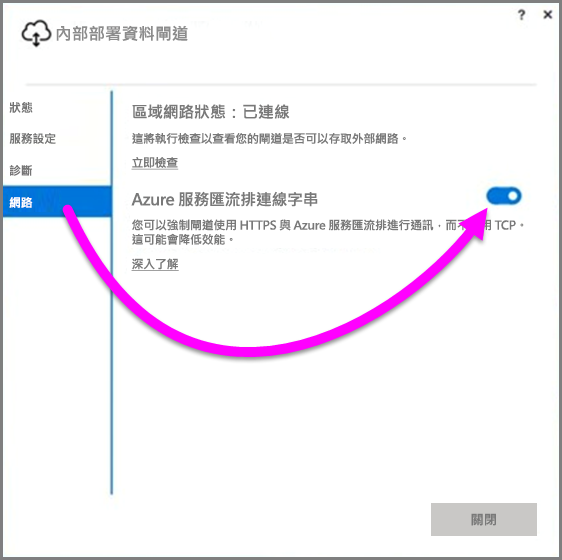 ?
內部部署資料閘道
狀態
服務設定
診斷
網路
區域網路狀態：已連線
這將執行檢查以查看您的閘道是否可以存取外部網路。
立即檢查
Azure 服務匯流排連線字串
您可以強制閘道使用 HTTPS 與 Azure 服務匯流排進行通訊，而不 用 TCP。
這可能會降低效能。
深入了解
關閉